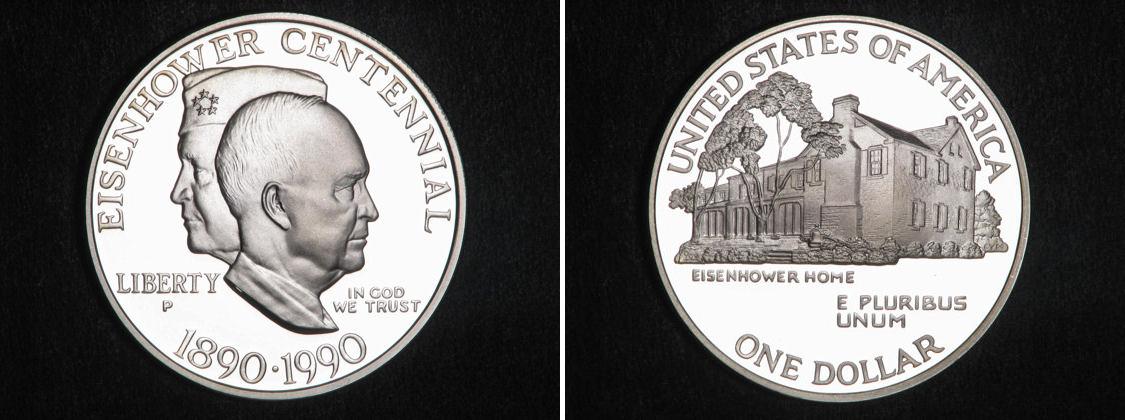 EISENHOWER CENTENNIAL
LIBERTY
P
IN GOD
WE TRUST
1890·1990
UNITED STATES OF AMERICA
EISENHOWER HOME
E PLURIBUS
UNUM
ONE DOLLAR